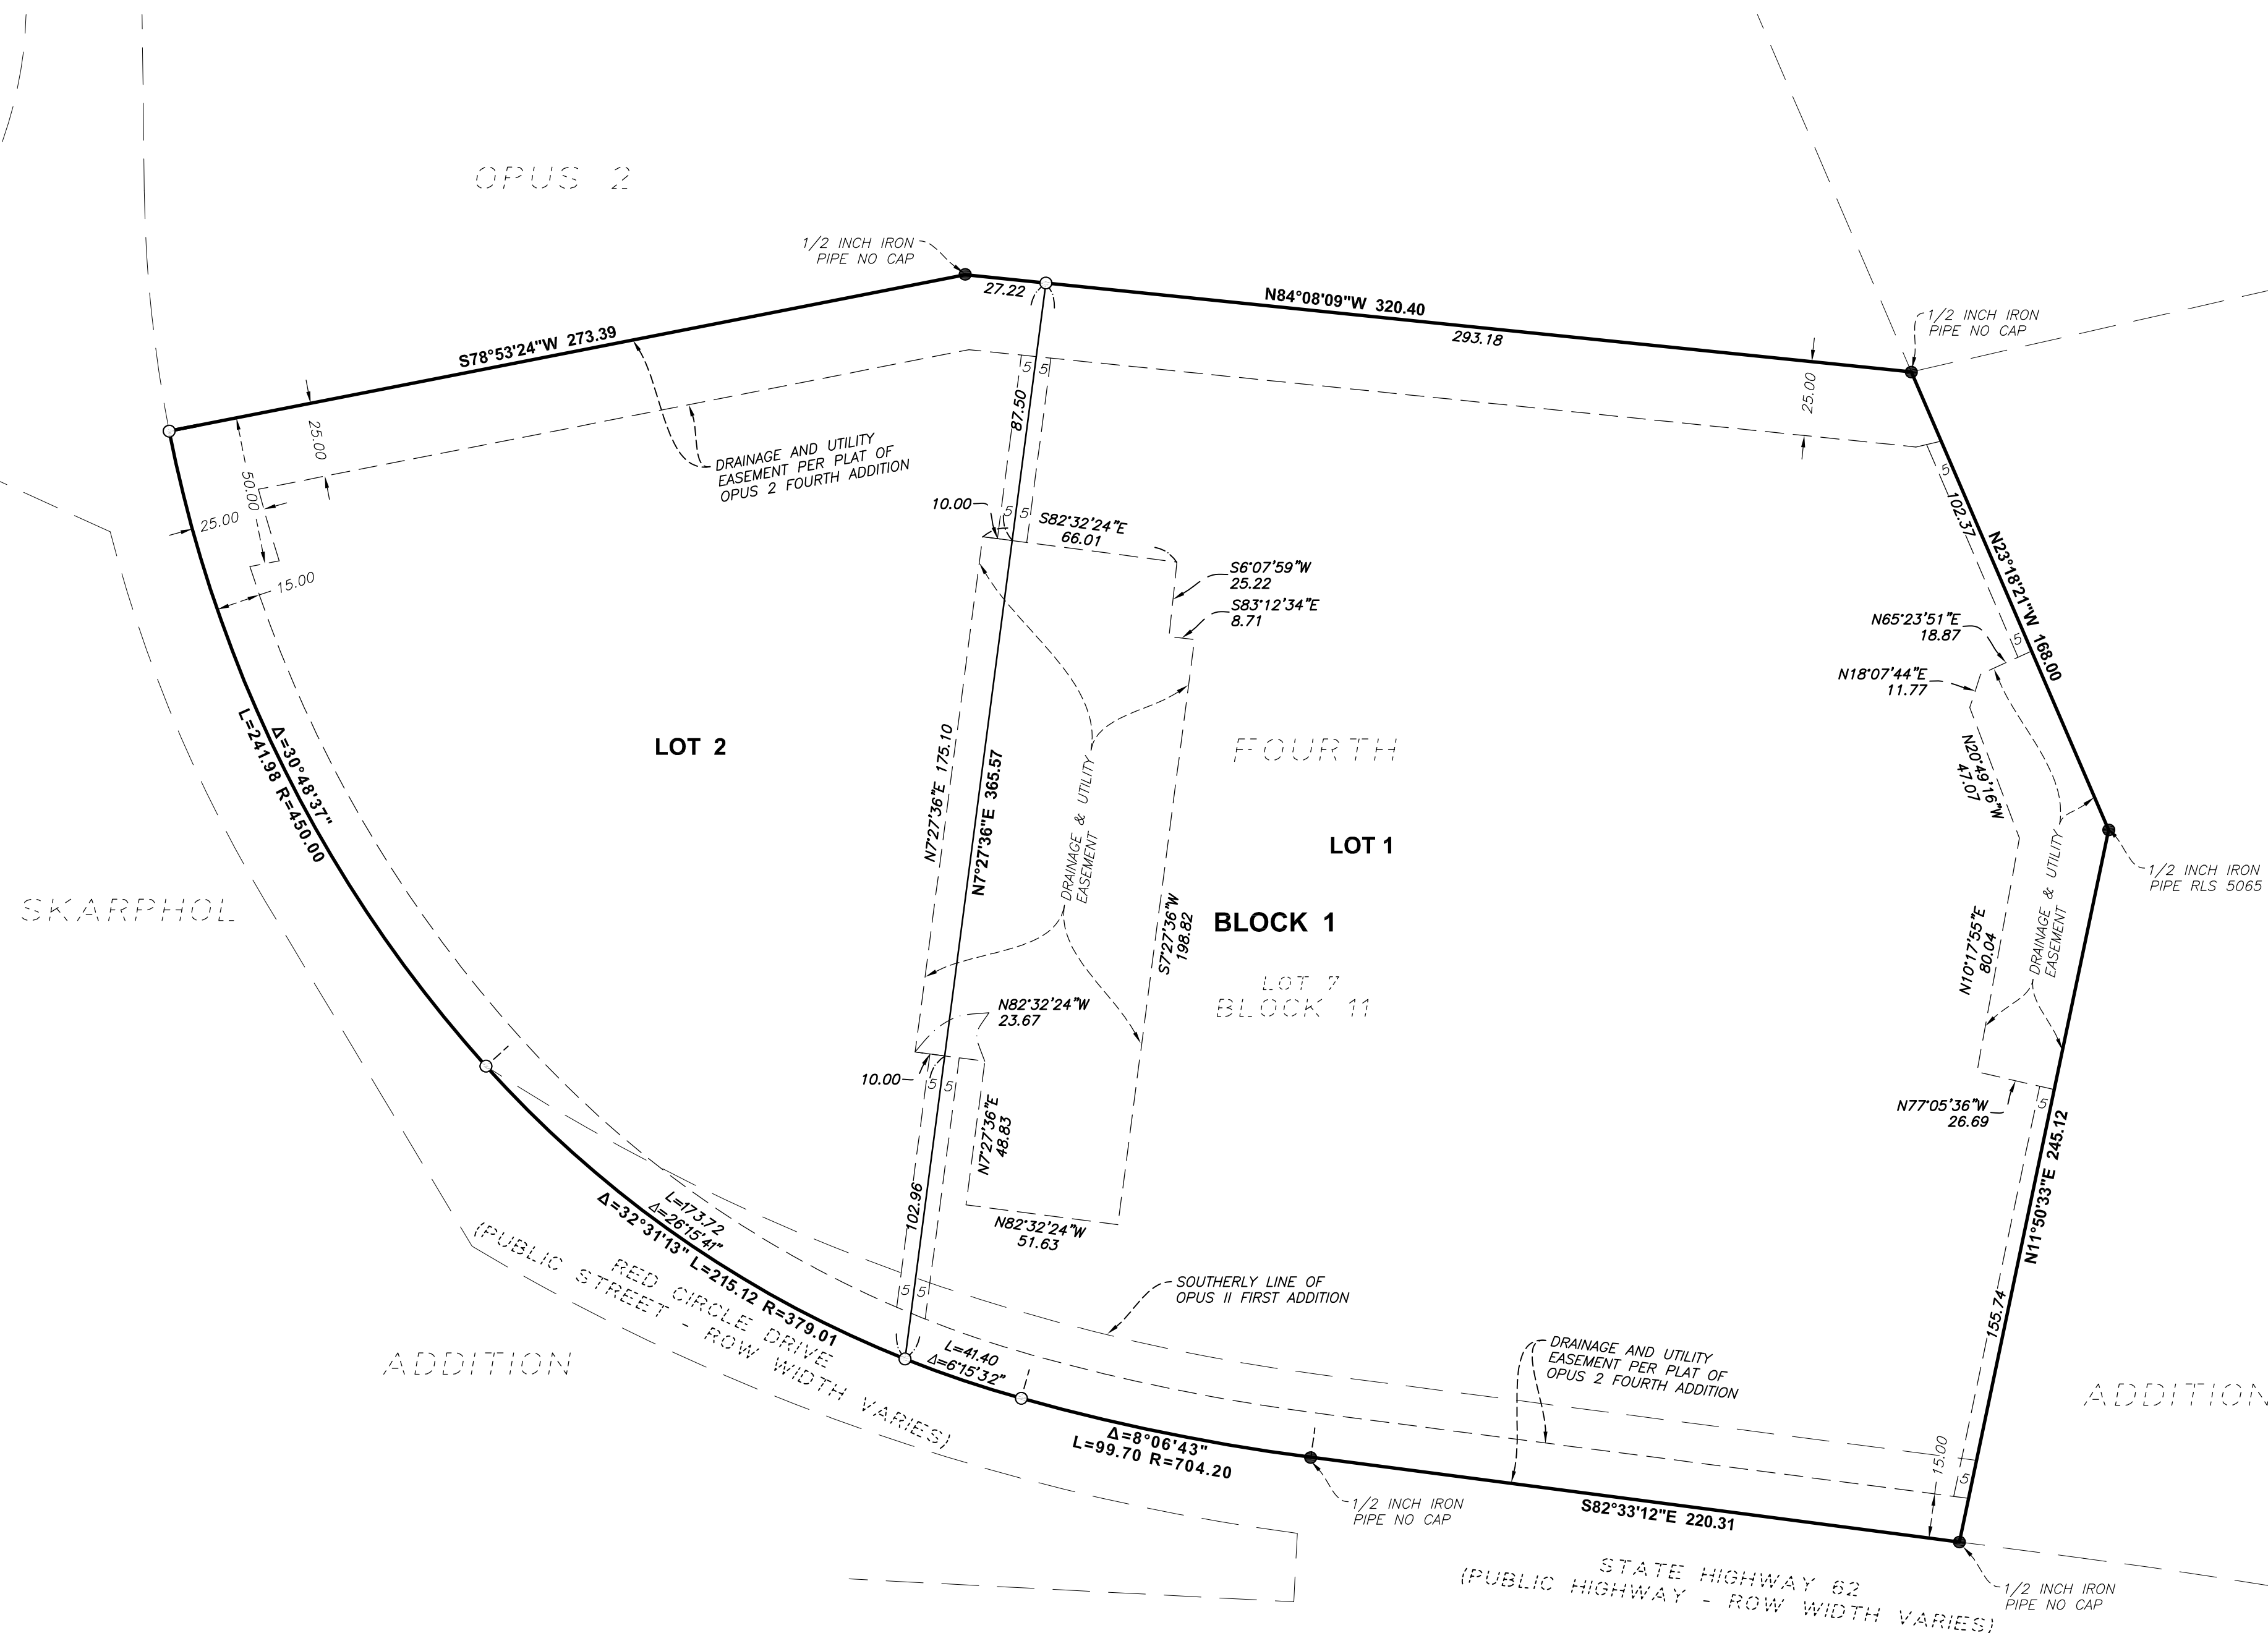 OPUS 2
1/2 INCH IRON
PIPE NO CAP
27.22
N84°08'09"W 320.40
293.18
1/2 INCH IRON
PIPE NO CAP
S78°53'24"W 273.39
25.00
50.00
25.00
15.00
DRAINAGE AND UTILITY
EASEMENT PER PLAT OF
OPUS 2 FOURTH ADDITION
5
5
87.50
10.00
5
5
S82°32'24"E
66.01
S6°07'59"W
25.22
S83°12'34"E
8.71
25.00
5
102.37
N23°18'21"W 168.00
5
N65°23'51"E
18.87
N18°07'44"E
11.77
N20°49'16"W
47.07
Δ=30°48'37"
L=241.98 R=450.00
LOT 2
N7°27'36"E 175.10
N7°27'36"E 365.57
DRAINAGE & UTILITY
EASEMENT
FOURTH
LOT 1
BLOCK 1
S7°27'36"W
198.82
LOT 7
BLOCK 11
N10°17'55"E
80.04
DRAINAGE & UTILITY
EASEMENT
1/2 INCH IRON
PIPE RLS 5065
SKARPHOL
N82°32'24"W
23.67
10.00
5
5
N7°27'36"E
48.83
N77°05'36"W
26.69
5
N11°50'33"E 245.12
102.96
N82°32'24"W
51.63
L=173.72
Δ=26°15'41"
Δ=32°31'13" L=215.12 R=379.01
RED CIRCLE DRIVE
(PUBLIC STREET - ROW WIDTH VARIES)
5
5
SOUTHERLY LINE OF
OPUS II FIRST ADDITION
155.74
ADDITION
L=41.40
Δ=6°15'32"
DRAINAGE AND UTILITY
EASEMENT PER PLAT OF
OPUS 2 FOURTH ADDITION
ADDITION
Δ=8°06'43"
L=99.70 R=704.20
15.00
5
1/2 INCH IRON
PIPE NO CAP
S82°33'12"E 220.31
STATE HIGHWAY 62
(PUBLIC HIGHWAY - ROW WIDTH VARIES)
1/2 INCH IRON
PIPE NO CAP